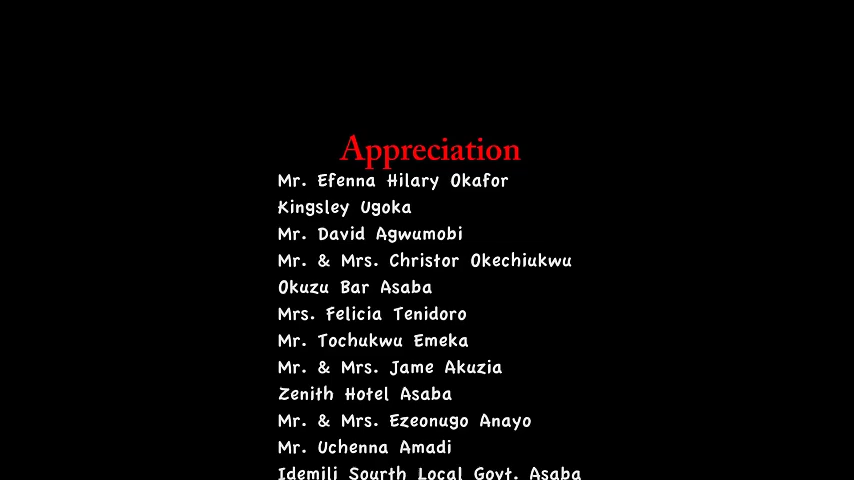 Appreciation
Mr. Efenna Hilary Okafor
Kingsley Ugoka
Mr. David Agwumobi
Mr. & Mrs. Christor Okechiukwu
Okuzu Bar Asaba
Mrs. Felicia Tenidoro
Mr. Tochukwu Emeka
Mr. & Mrs. Jame Akuzia
Zenith Hotel Asaba
Mr. & Mrs. Ezeonugo Anayo
Mr. Uchenna Amadi
Idemili Sourth Local Govt. Asaba